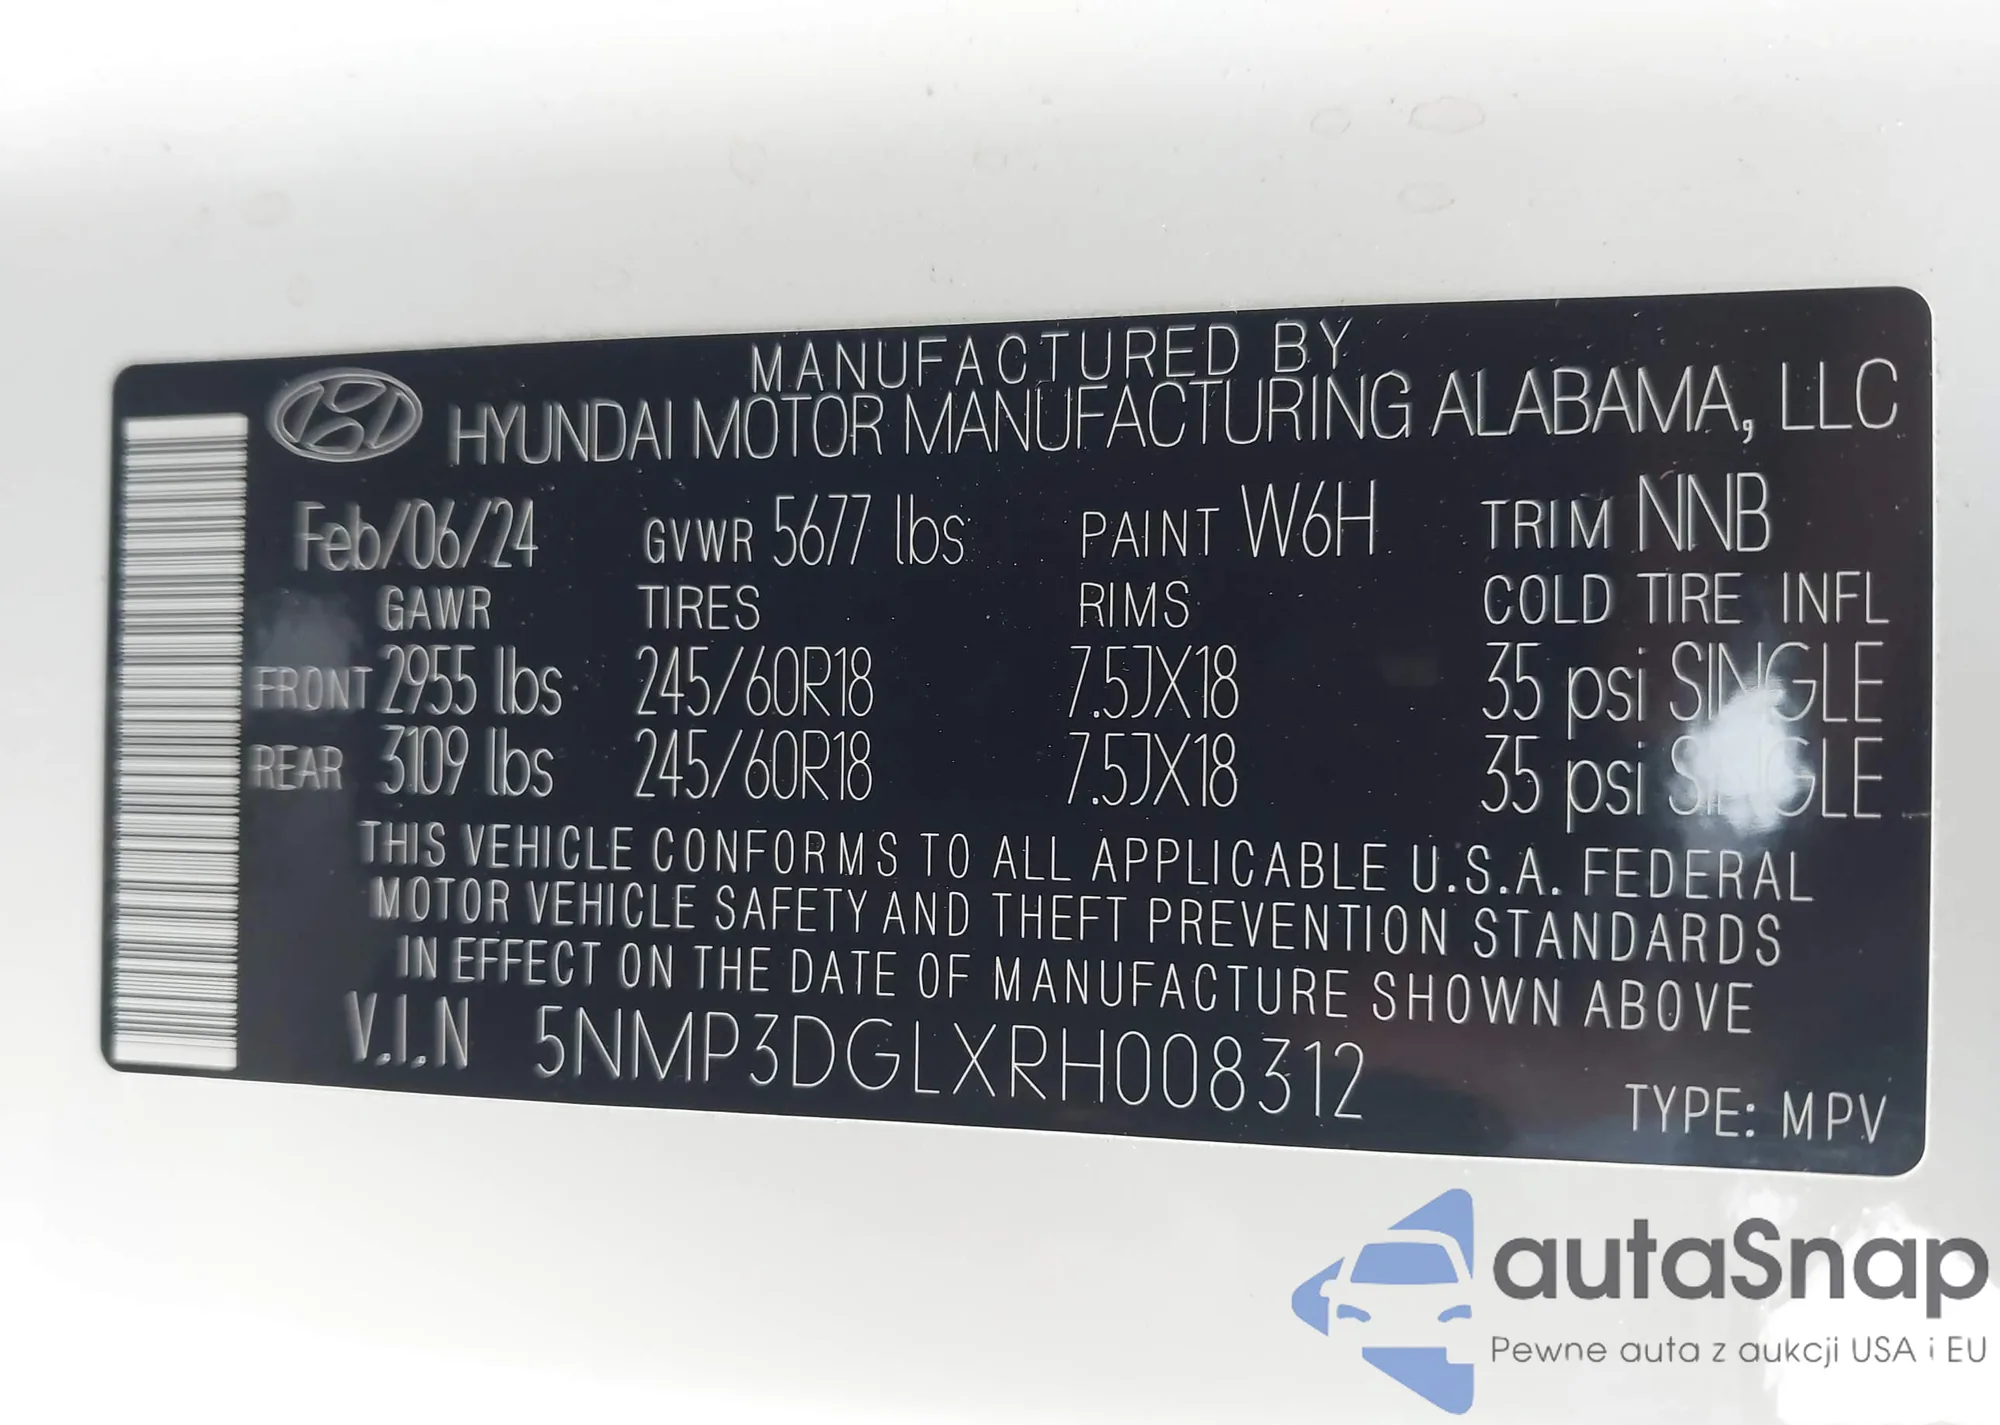 MANUFACTURED BY
HYUNDAI MOTOR MANUFACTURING ALABAMA, LLC
Feb/06/24 GVWR 5677 lbs PAINT W6H TRIM NNB
GAWR TIRES RIMS COLD TIRE INFL
FRONT 2955 lbs 245/60R18 7.5JX18 35 psi SINGLE
REAR 3109 lbs 245/60R18 7.5JX18 35 psi SINGLE
THIS VEHICLE CONFORMS TO ALL APPLICABLE U.S.A. FEDERAL
MOTOR VEHICLE SAFETY AND THEFT PREVENTION STANDARDS
IN EFFECT ON THE DATE OF MANUFACTURE SHOWN ABOVE
V.I.N 5NMP3DGLXRH008312
TYPE: MPV
autaSnap
Pewne auta z aukcji USA i EU